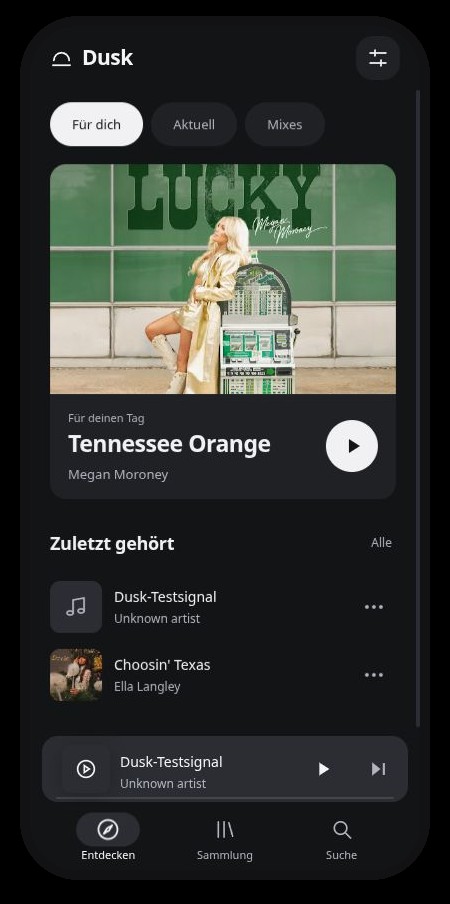 Dusk
Für dich
Aktuell
Mixes
LUCKY
Megan Moroney
Für deinen Tag
Tennessee Orange
Megan Moroney
Zuletzt gehört
Alle
Dusk-Testsignal
Unknown artist
Choosin' Texas
Ella Langley
Dusk-Testsignal
Unknown artist
Entdecken
Sammlung
Suche